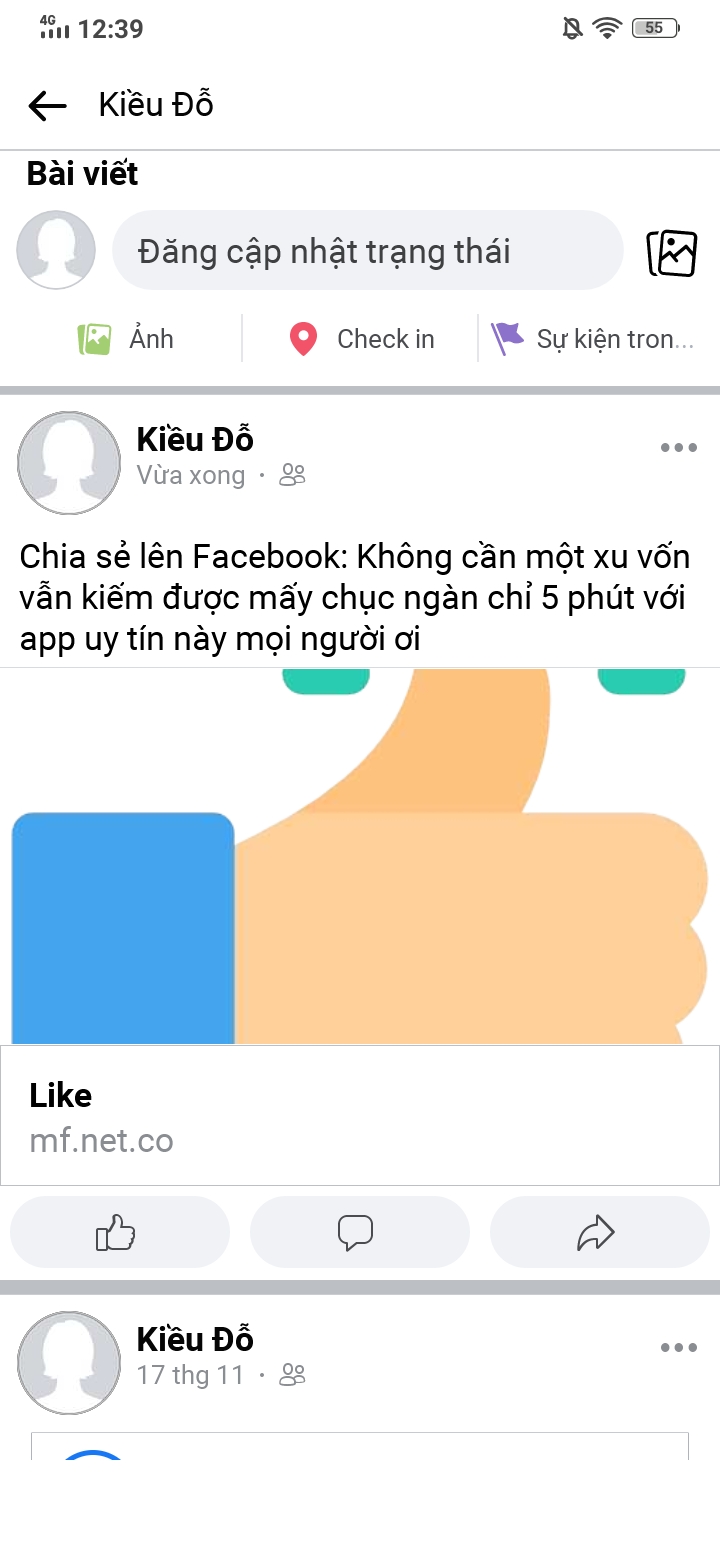 4G 12:39 55
Kiều Đỗ
Bài viết
Đăng cập nhật trạng thái
Ảnh
Check in
Sự kiện tron...
Kiều Đỗ
Vừa xong ·
Chia sẻ lên Facebook: Không cần một xu vốn
vẫn kiếm được mấy chục ngàn chỉ 5 phút với
app uy tín này mọi người ơi
Like
mf.net.co
Kiều Đỗ
17 thg 11 ·